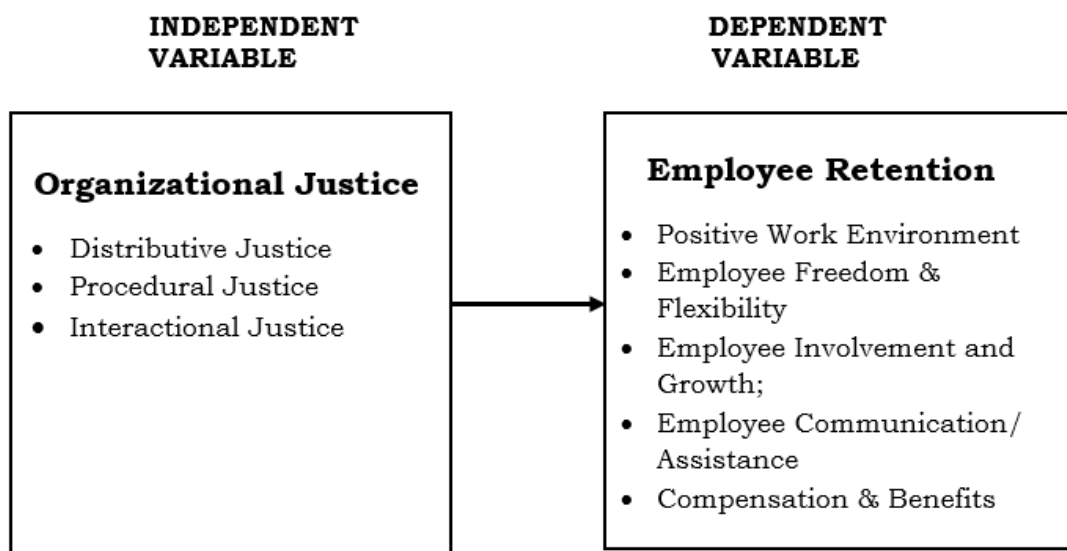 INDEPENDENT
VARIABLE
DEPENDENT
VARIABLE
Organizational Justice
• Distributive Justice
• Procedural Justice
• Interactional Justice
Employee Retention
• Positive Work Environment
• Employee Freedom &
Flexibility
• Employee Involvement and
Growth;
• Employee Communication/
Assistance
• Compensation & Benefits